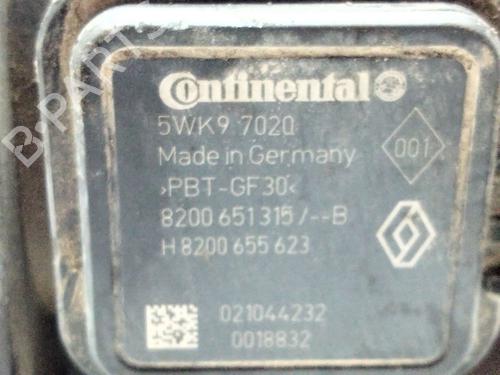 B-PARTS
Continental
5WK9 7020
Made in Germany
001
›PBT-GF30‹
8200 651 315 /--B
H 8200 655 623
021044232
0018832